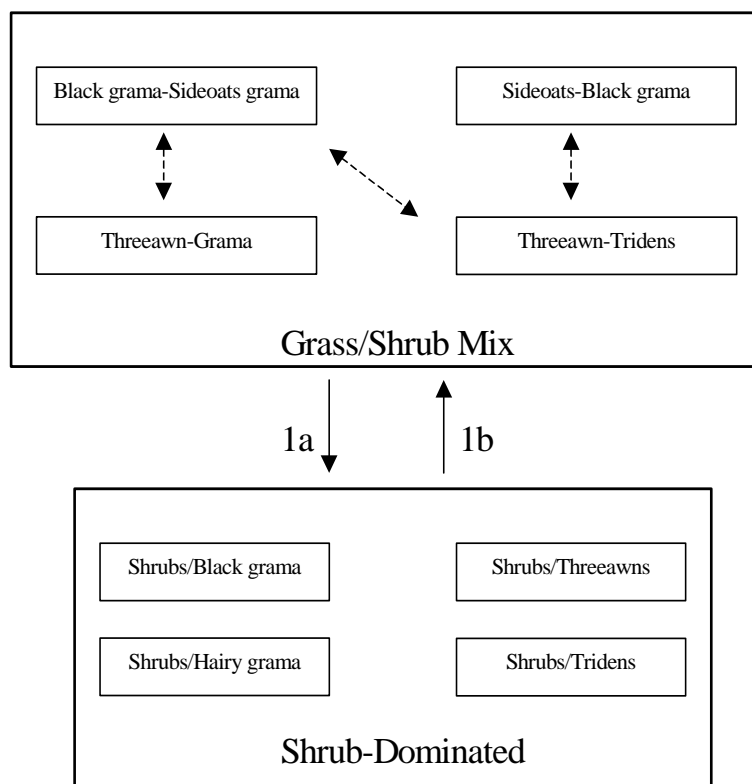 Black grama-Sideoats grama
Sideoats-Black grama
Threeawn-Grama
Threeawn-Tridens
Grass/Shrub Mix
1a
1b
Shrubs/Black grama
Shrubs/Threeawns
Shrubs/Hairy grama
Shrubs/Tridens
Shrub-Dominated